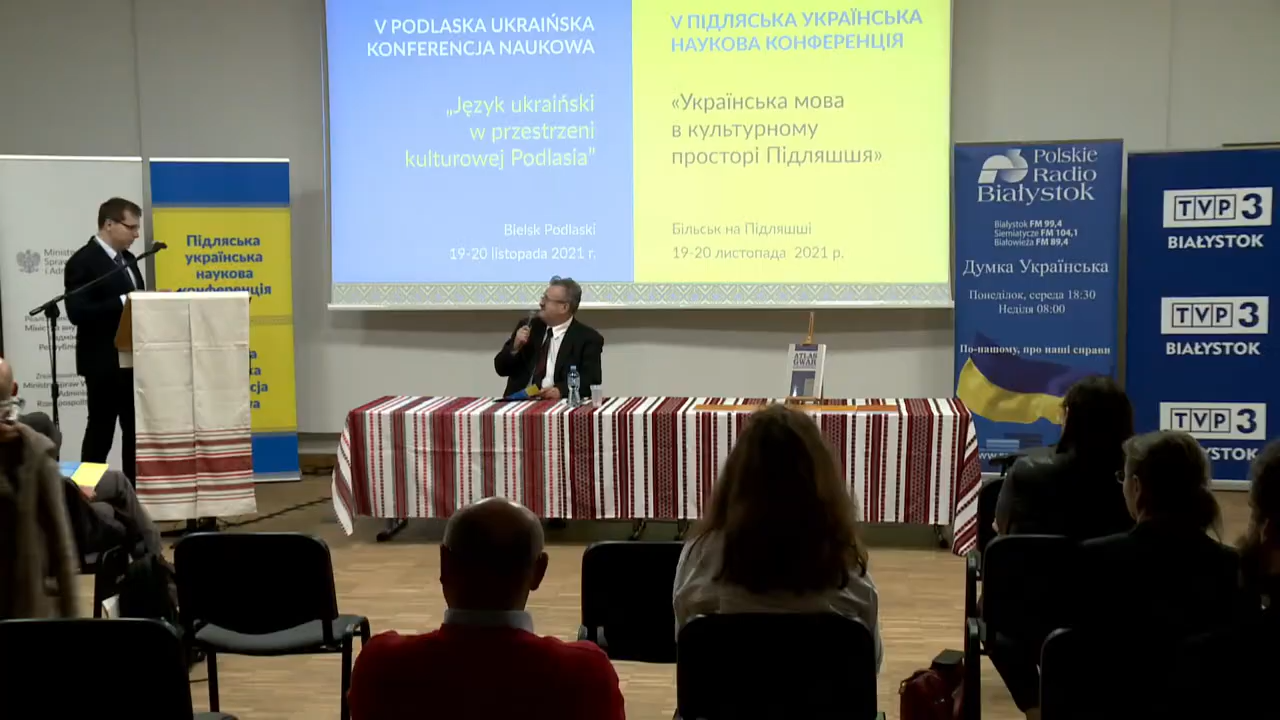 V PODLASKA UKRAIŃSKA
KONFERENCJA NAUKOWA
„Język ukraiński
w przestrzeni
kulturowej Podlasia”
Bielsk Podlaski
19-20 listopada 2021 r.
V ПІДЛЯСЬКА УКРАЇНСЬКА
НАУКОВА КОНФЕРЕНЦІЯ
«Українська мова
в культурному
просторі Підляшшя»
Більськ на Підляшші
19-20 листопада 2021 р.
Підляська
українська
наукова
конференція
ATLAS
GWAR
Polskie
Radio
Białystok
Białystok FM 99,4
Siemiatycze FM 104,1
Białowieża FM 89,4
Думка Українська
Понеділок, середа 18:30
Неділя 08:00
По-нашому, про наші справи
TVP3
BIAŁYSTOK
TVP3
BIAŁYSTOK
TVP3